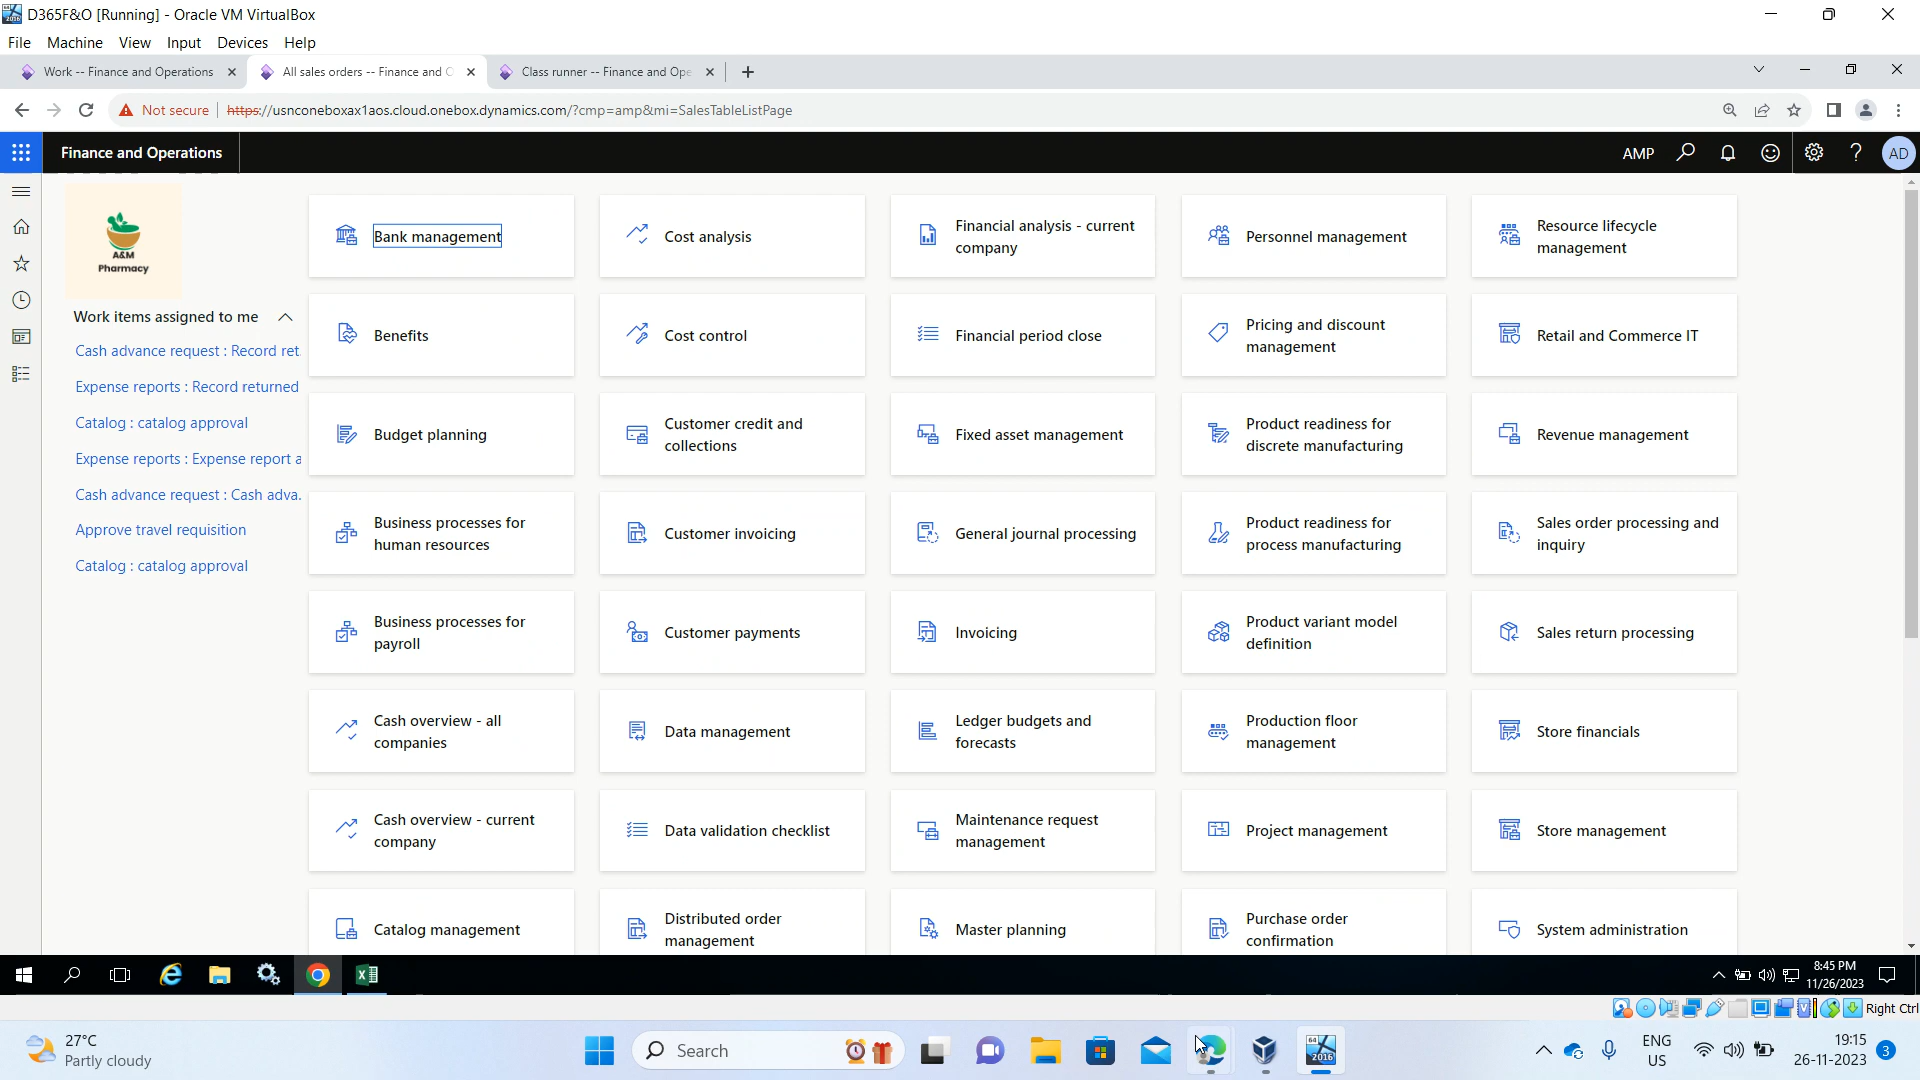 D365F&O [Running] - Oracle VM VirtualBox
File Machine View Input Devices Help
Work -- Finance and Operations
All sales orders -- Finance and O
Class runner -- Finance and Ope
Not secure
https://usnconeboxax1aos.cloud.onebox.dynamics.com/?cmp=amp&mi=SalesTableListPage
Finance and Operations
AMP
AD
A&M
Pharmacy
Work items assigned to me
Cash advance request : Record ret
Expense reports : Record returned
Catalog : catalog approval
Expense reports : Expense report a
Cash advance request : Cash adva.
Approve travel requisition
Catalog : catalog approval
Bank management
Cost analysis
Financial analysis - current
company
Personnel management
Resource lifecycle
management
Benefits
Cost control
Financial period close
Pricing and discount
management
Retail and Commerce IT
Budget planning
Customer credit and
collections
Fixed asset management
Product readiness for
discrete manufacturing
Revenue management
Business processes for
human resources
Customer invoicing
General journal processing
Product readiness for
process manufacturing
Sales order processing and
inquiry
Business processes for
payroll
Customer payments
Invoicing
Product variant model
definition
Sales return processing
Cash overview - all
companies
Data management
Ledger budgets and
forecasts
Production floor
management
Store financials
Cash overview - current
company
Data validation checklist
Maintenance request
management
Project management
Store management
Catalog management
Distributed order
management
Master planning
Purchase order
confirmation
System administration
8:45 PM
11/26/2023
Right Ctrl
27°C
Partly cloudy
Search
64
2016
ENG
US
19:15
26-11-2023
3